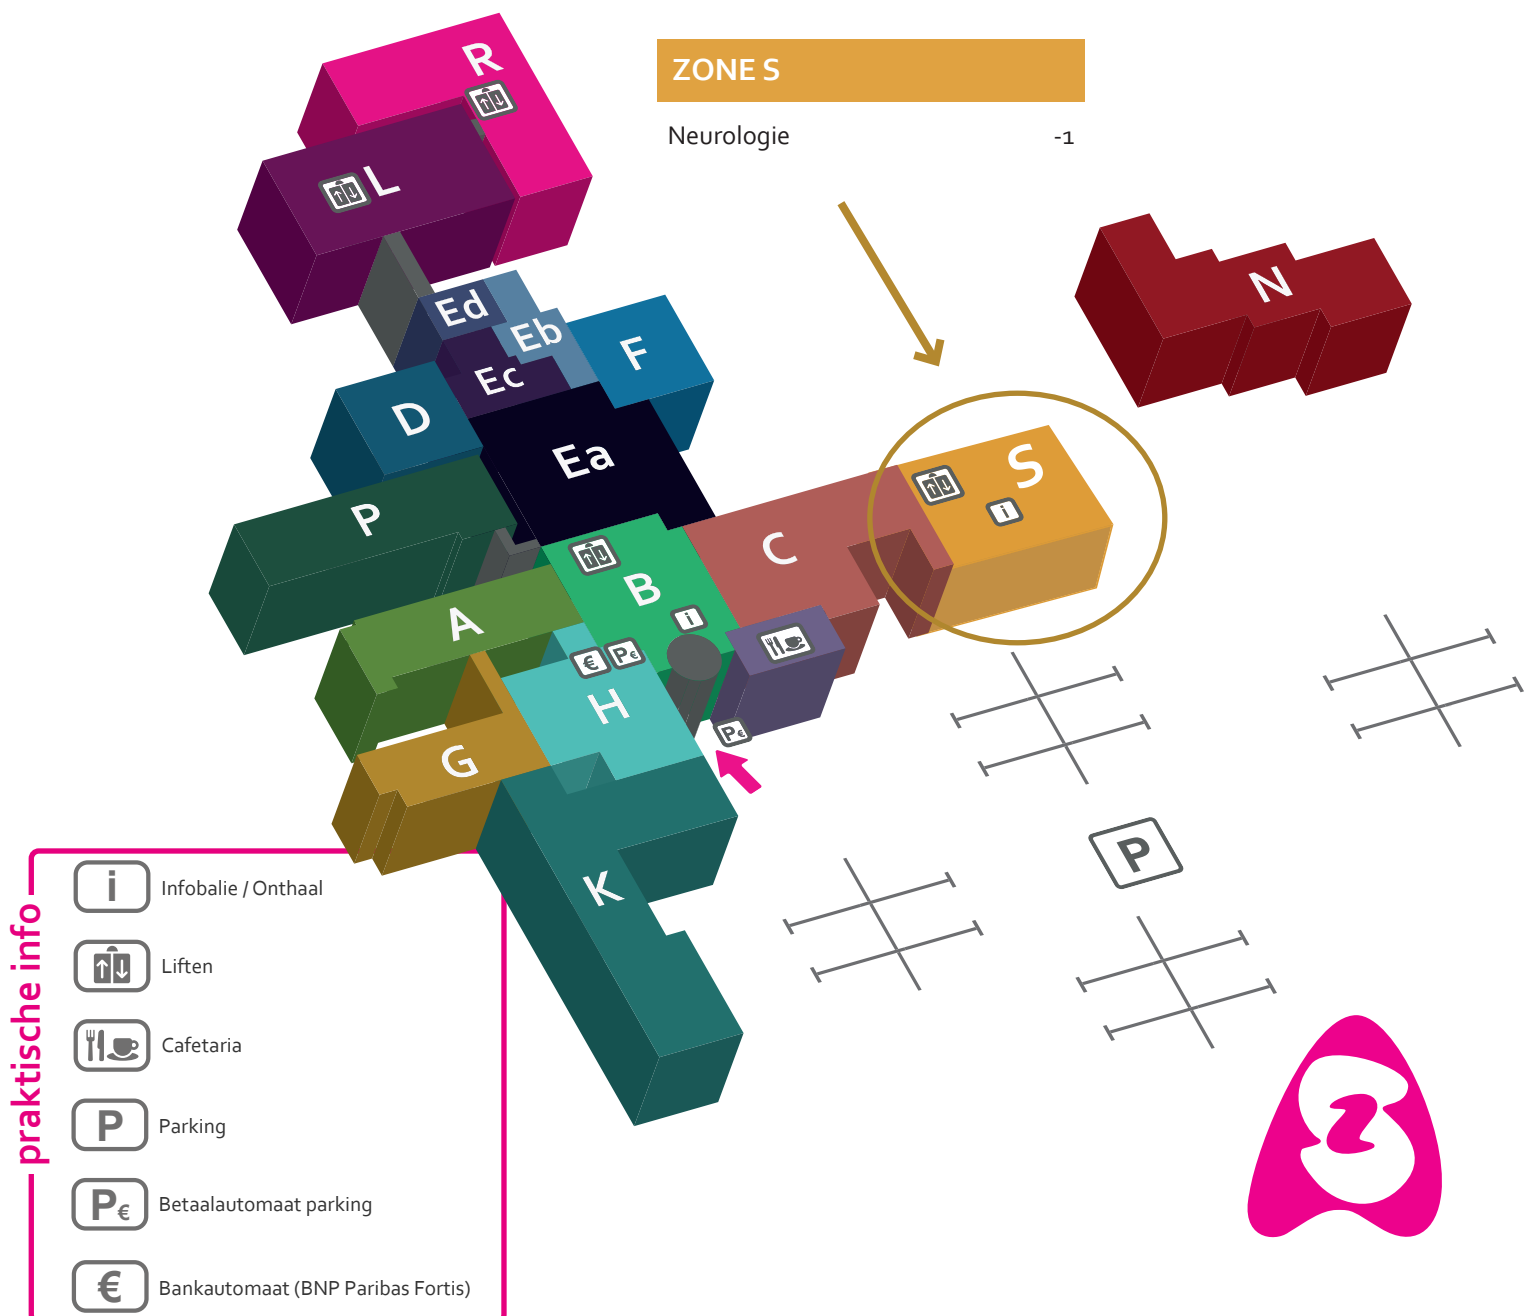 ZONE S
Neurologie -1
R
L
N
Ed
Eb
F
Ec
D
Ea
S
i
P
C
B
A
i
€ P€
H
P€
G
P
K
praktische info
i Infobalie / Onthaal
Liften
Cafetaria
P Parking
P€ Betaalautomaat parking
€ Bankautomaat (BNP Paribas Fortis)